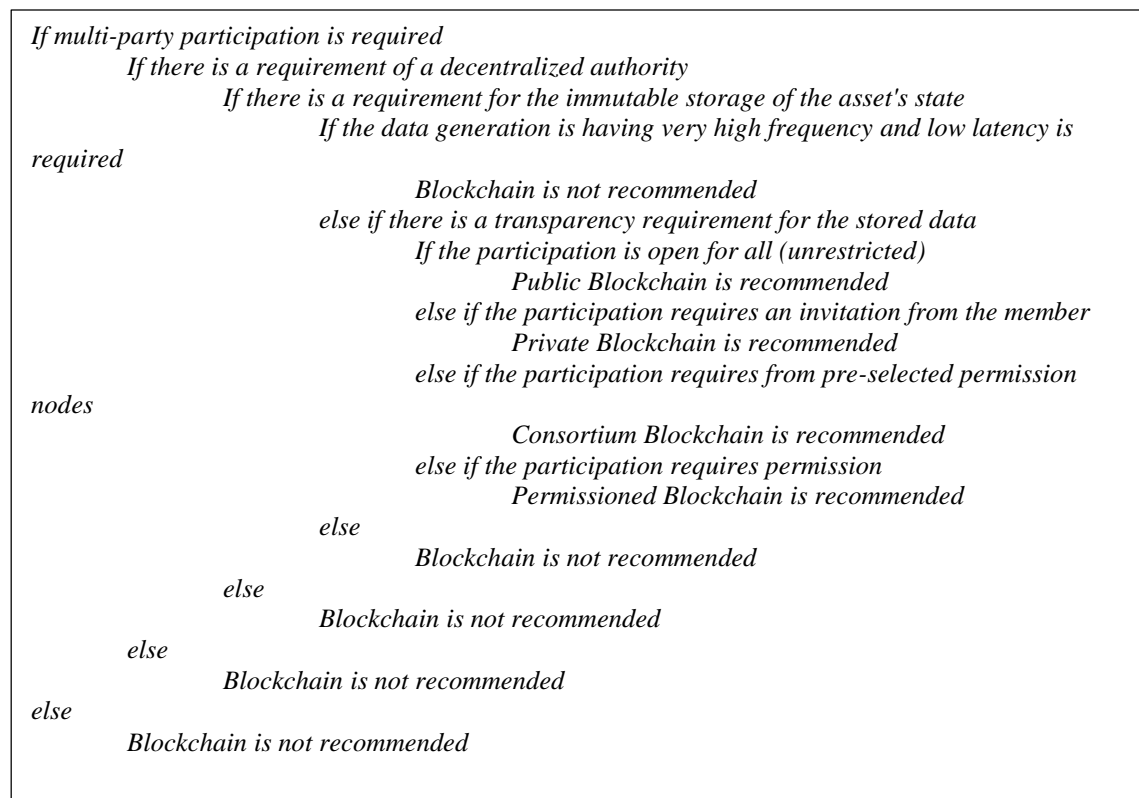 If multi-party participation is required
If there is a requirement of a decentralized authority
If there is a requirement for the immutable storage of the asset's state
If the data generation is having very high frequency and low latency is
required
Blockchain is not recommended
else if there is a transparency requirement for the stored data
If the participation is open for all (unrestricted)
Public Blockchain is recommended
else if the participation requires an invitation from the member
Private Blockchain is recommended
else if the participation requires from pre-selected permission
nodes
Consortium Blockchain is recommended
else if the participation requires permission
Permissioned Blockchain is recommended
else
Blockchain is not recommended
else
Blockchain is not recommended
else
Blockchain is not recommended
else
Blockchain is not recommended